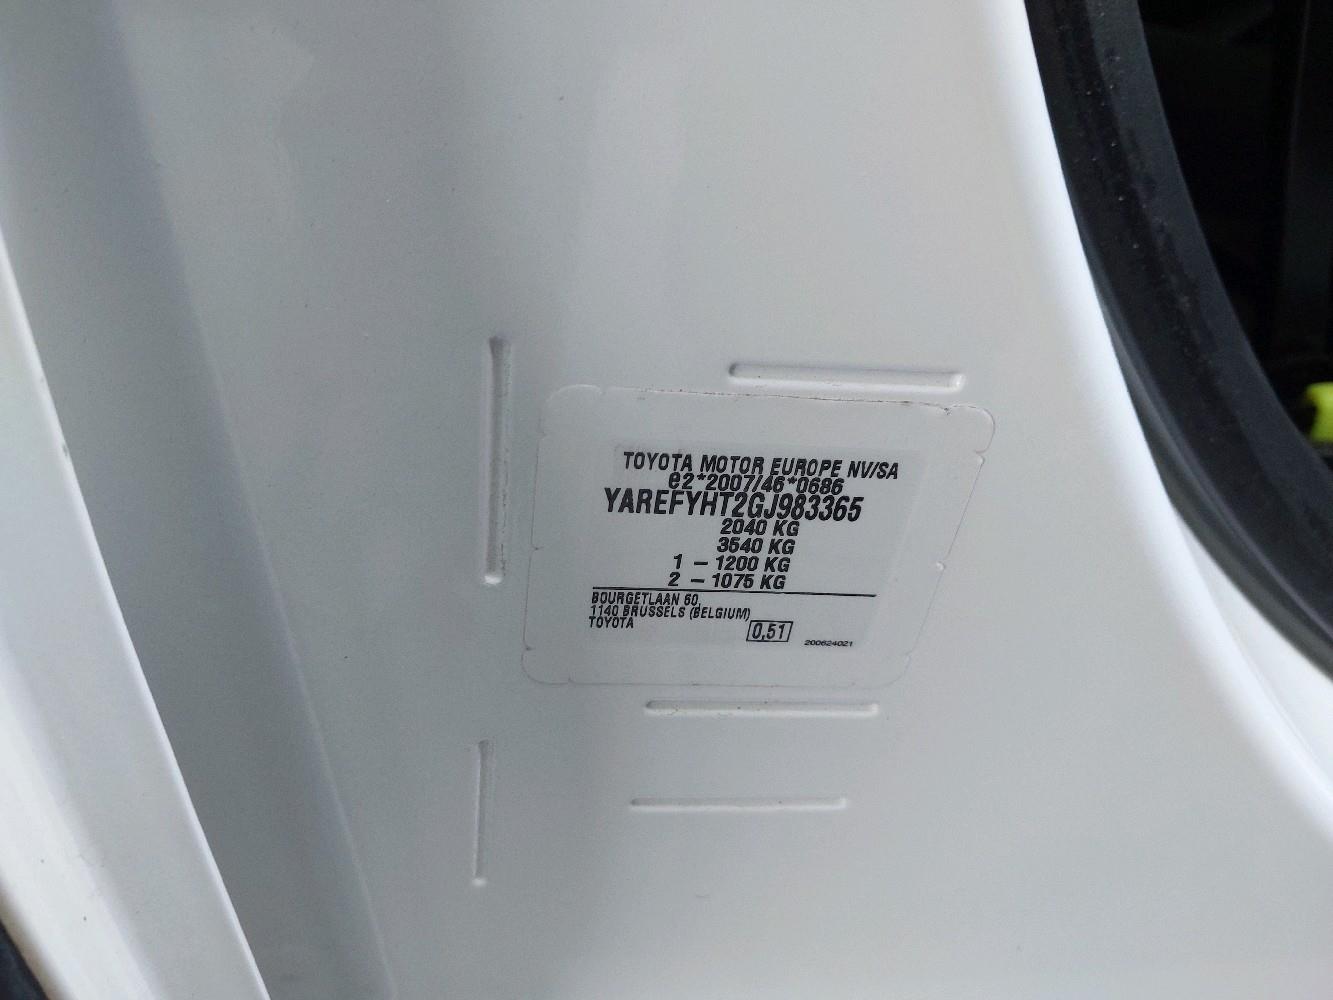 TOYOTA MOTOR EUROPE NV/SA
e2*2007/46*0686
YAREFYHT2GJ983365
2040 KG
3540 KG
1 - 1200 KG
2 - 1075 KG
BOURGETLAAN 60,
1140 BRUSSELS (BELGIUM)
TOYOTA
0,51
200624021